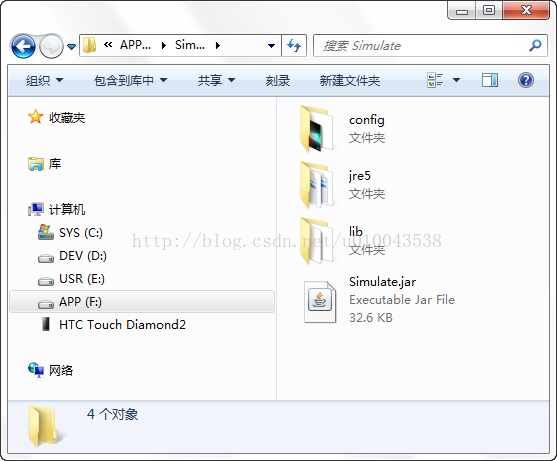 APP... Sim...
搜索 Simulate
组织 包含到库中 共享 刻录 新建文件夹
收藏夹
库
计算机
SYS (C:)
DEV (D:)
USR (E:)
APP (F:)
HTC Touch Diamond2
网络
config
文件夹
jre5
文件夹
lib
文件夹
Simulate.jar
Executable Jar File
32.6 KB
http://blog.csdn.net/u010043538
4 个对象